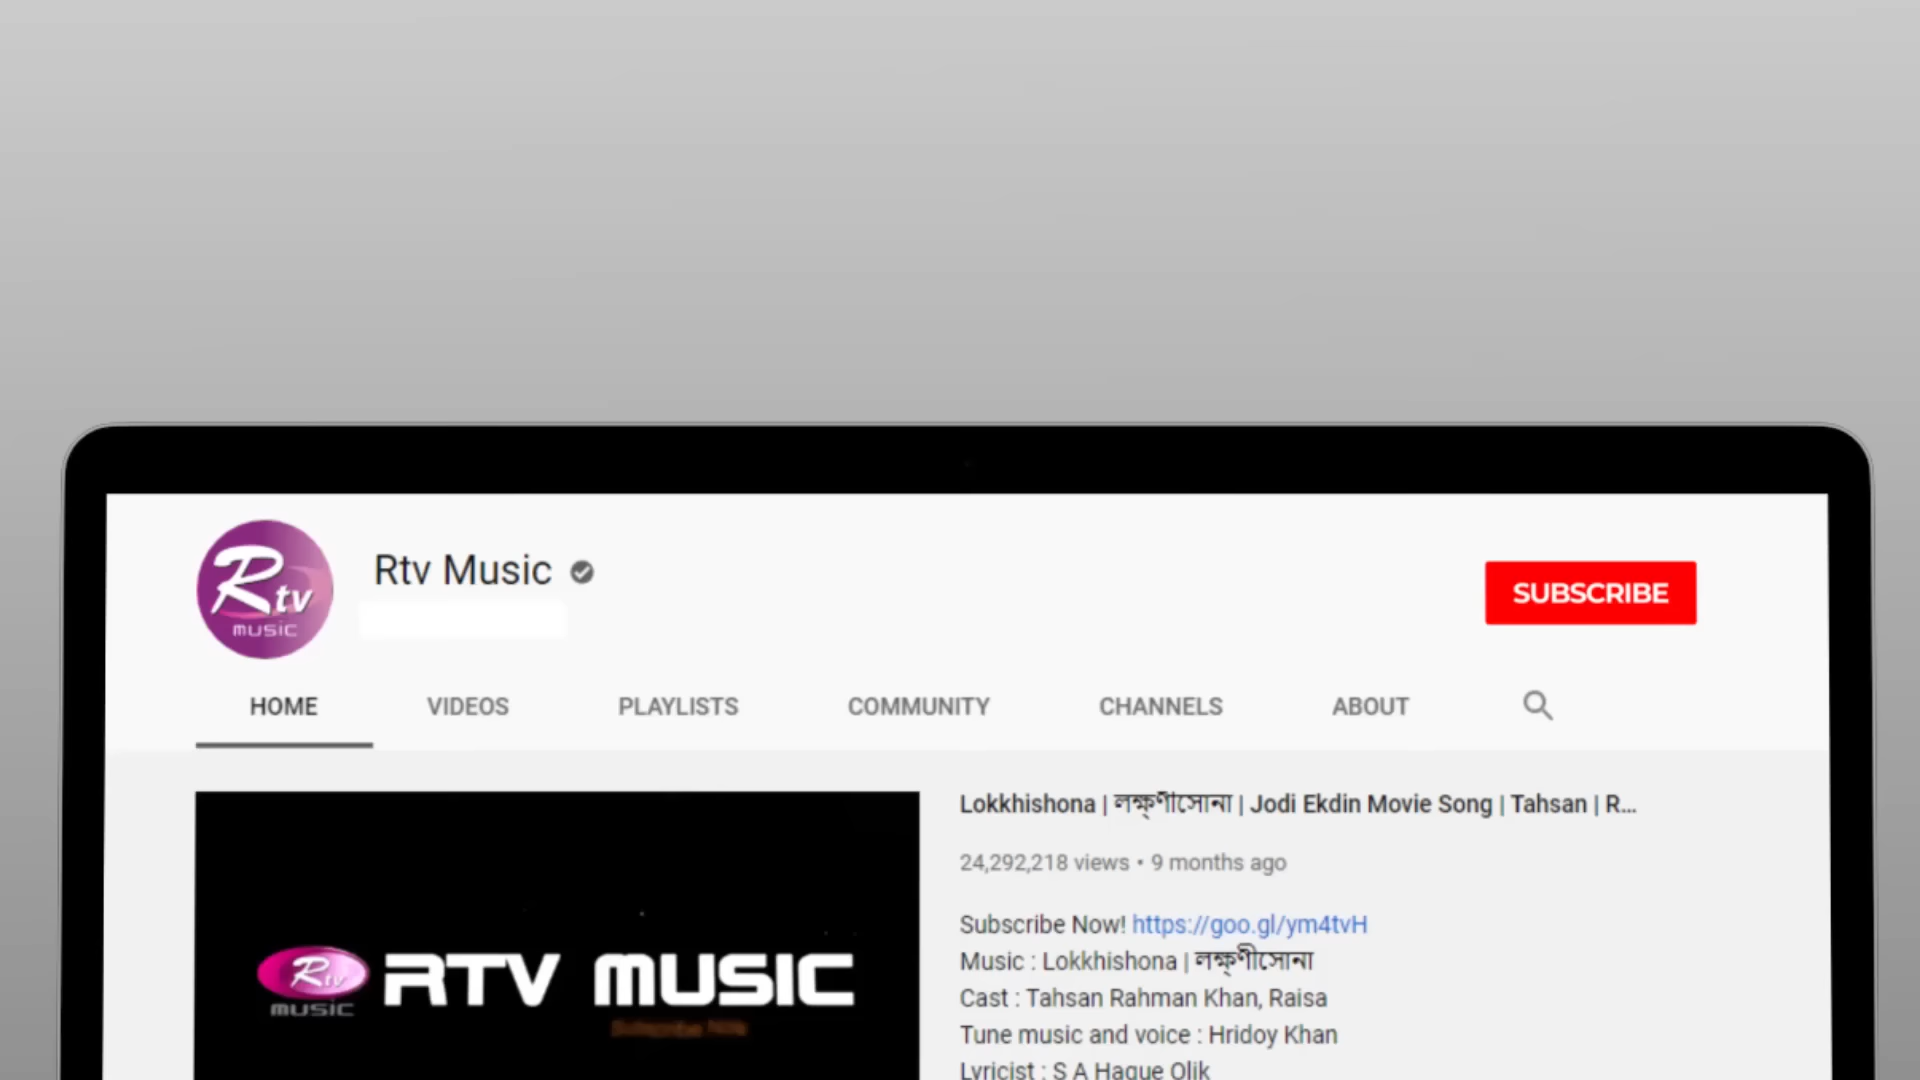 Rtv
music
Rtv Music
SUBSCRIBE
HOME VIDEOS PLAYLISTS COMMUNITY CHANNELS ABOUT
Lokkhishona | লক্ষ্ণীসোনা | Jodi Ekdin Movie Song | Tahsan | R...
24,292,218 views • 9 months ago
Subscribe Now! https://goo.gl/ym4tvH
Music : Lokkhishona | লক্ষ্ণীসোনা
Cast : Tahsan Rahman Khan, Raisa
Tune music and voice : Hridoy Khan
Lyricist : S A Haque Olik
Rtv
MUSIC
RTV MUSIC
Subscribe Now